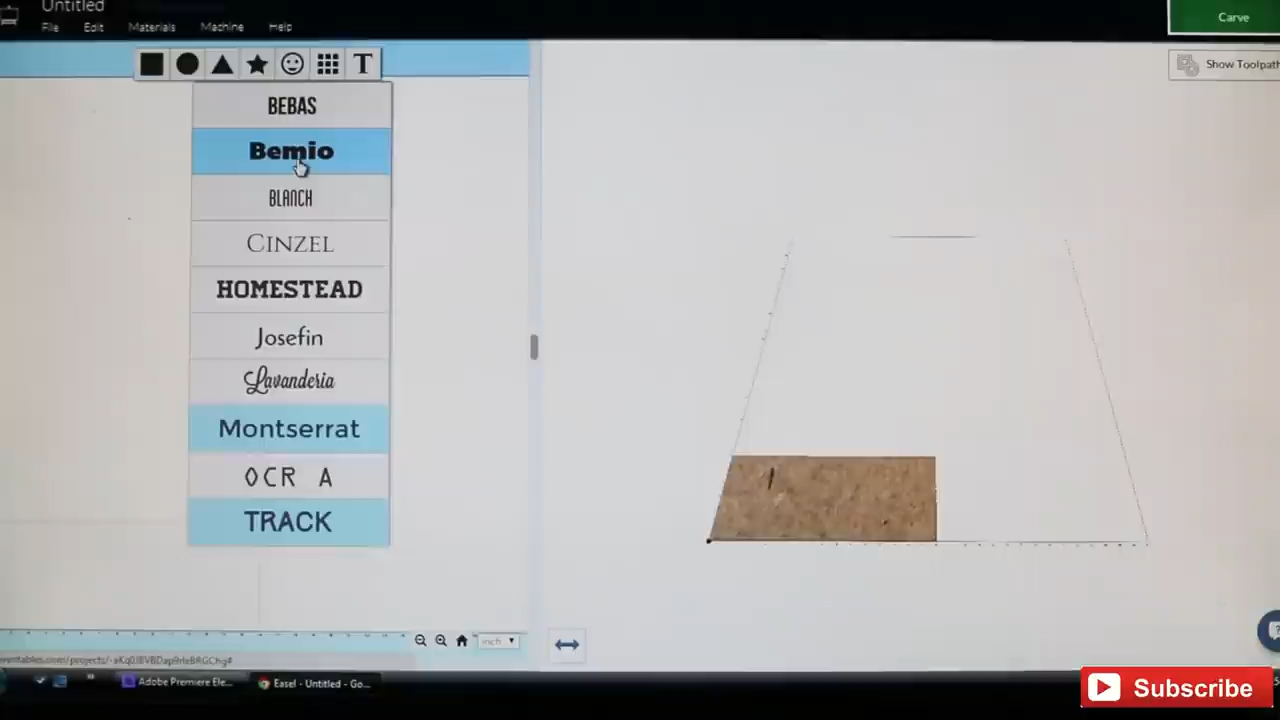 Untitled
File Edit Materials Machine Help
Carve
Show Toolpath
T
BEBAS
Bemio
BLANCH
CINZEL
HOMESTEAD
Josefin
Lavanderia
Montserrat
OCR A
TRACK
inch
Adobe Premiere Ele...
Easel - Untitled - Go...
Subscribe